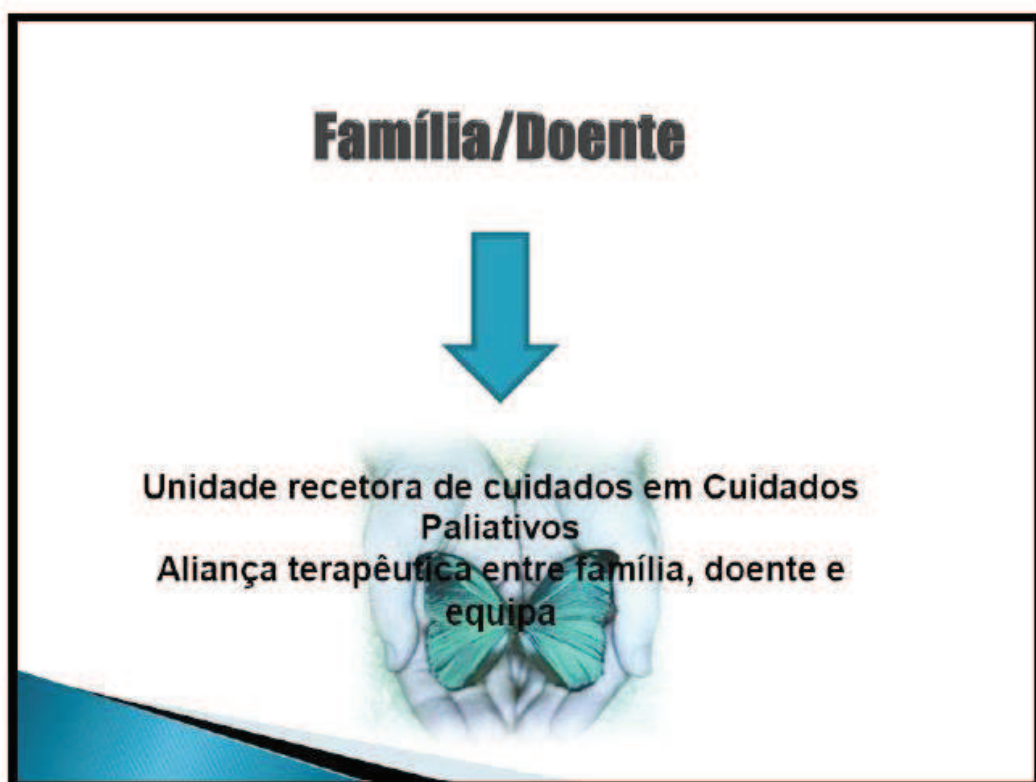 Família/Doente
Unidade recetora de cuidados em Cuidados
Paliativos
Aliança terapêutica entre família, doente e
equipa